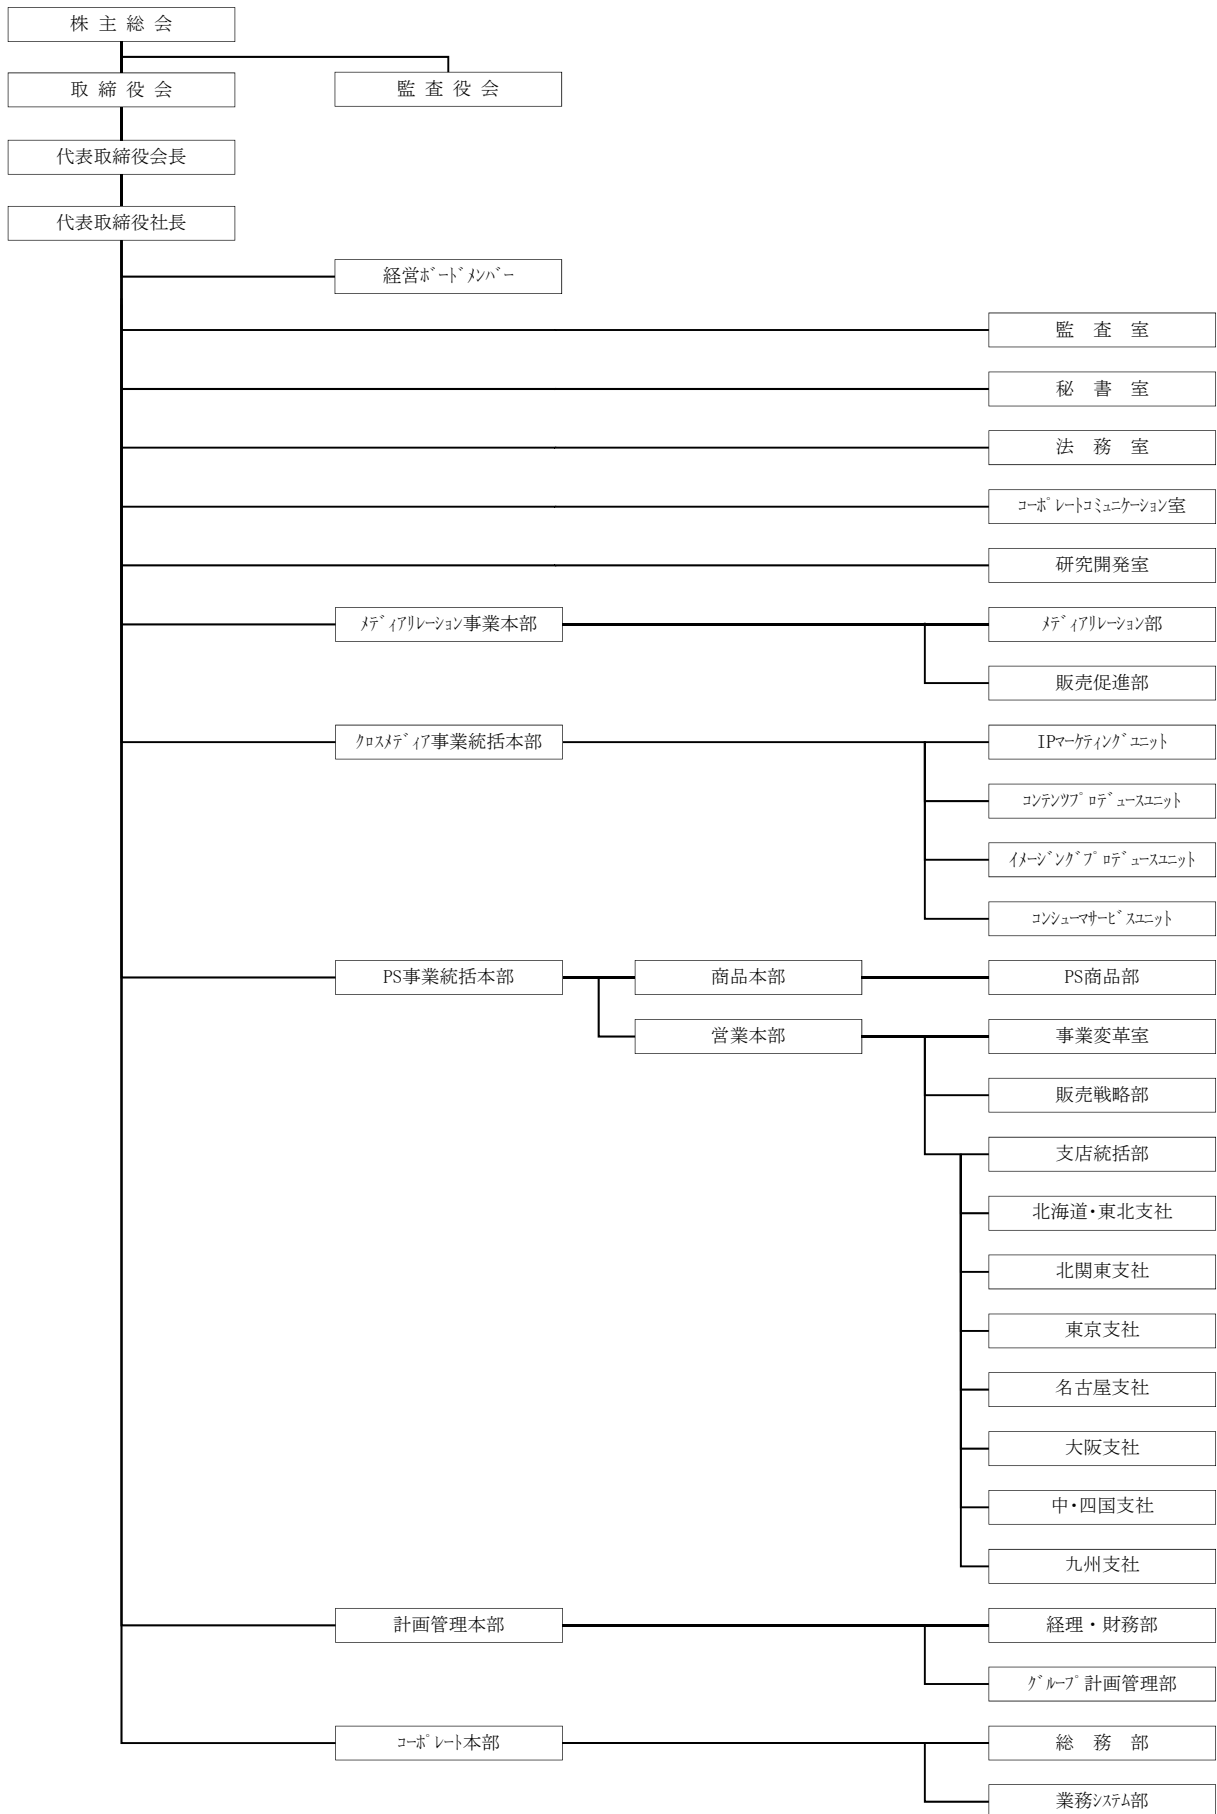 株 主 総 会
取 締 役 会
監 査 役 会
代表取締役会長
代表取締役社長
経営ﾎﾞｰﾄﾞﾒﾝﾊﾞｰ
監　査　室
秘　書　室
法　務　室
ｺｰﾎﾟﾚｰﾄｺﾐｭﾆｹｰｼｮﾝ室
研究開発室
ﾒﾃﾞｨｱﾘﾚｰｼｮﾝ事業本部
ﾒﾃﾞｨｱﾘﾚｰｼｮﾝ部
販売促進部
ｸﾛｽﾒﾃﾞｨｱ事業統括本部
IPﾏｰｹﾃｨﾝｸﾞﾕﾆｯﾄ
ｺﾝﾃﾝﾂﾌﾟﾛﾃﾞｭｰｽﾕﾆｯﾄ
ｲﾒｰｼﾞﾝｸﾞﾌﾟﾛﾃﾞｭｰｽﾕﾆｯﾄ
ｺﾝｼｭｰﾏｻｰﾋﾞｽﾕﾆｯﾄ
PS事業統括本部
商品本部
PS商品部
営業本部
事業変革室
販売戦略部
支店統括部
北海道・東北支社
北関東支社
東京支社
名古屋支社
大阪支社
中・四国支社
九州支社
計画管理本部
経理・財務部
ｸﾞﾙｰﾌﾟ計画管理部
ｺｰﾎﾟﾚｰﾄ本部
総　務　部
業務ｼｽﾃﾑ部